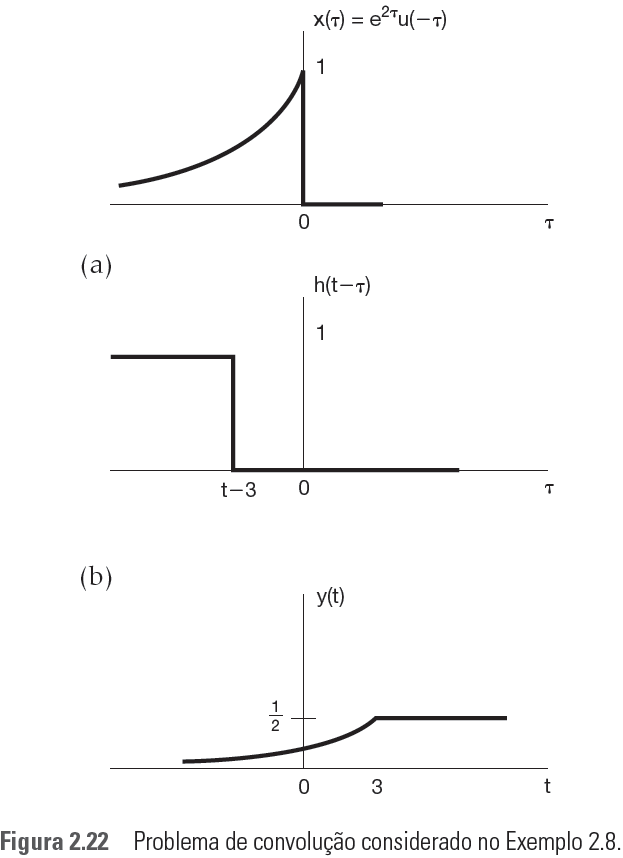 x(τ) = e^{2τ}u(−τ)
1
0
τ
(a)
h(t−τ)
1
t−3
0
τ
(b)
y(t)
1/2
0
3
t
Figura 2.22 Problema de convolução considerado no Exemplo 2.8.